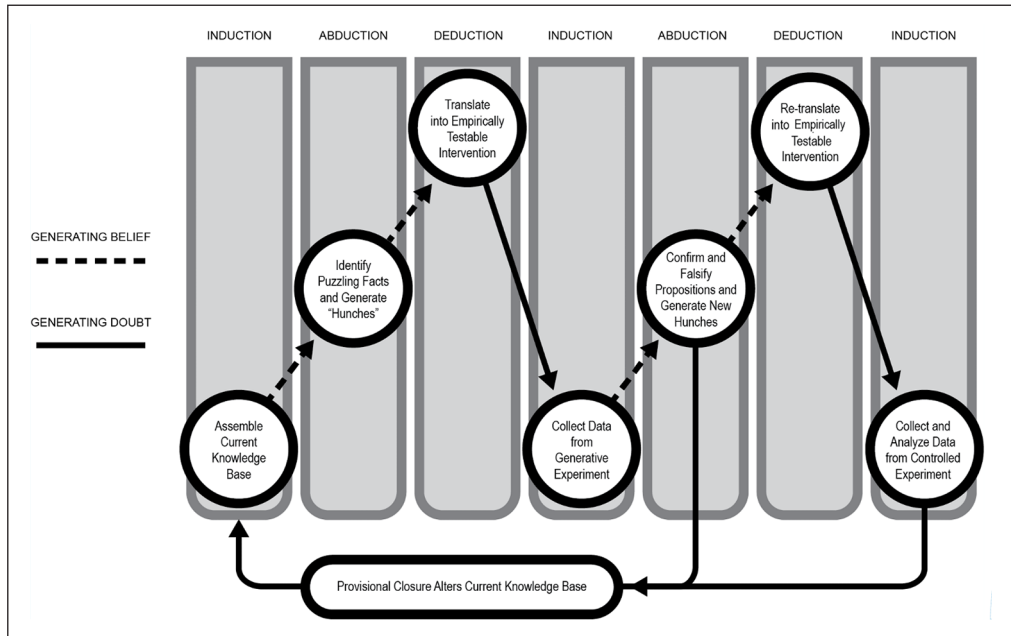 INDUCTION
ABDUCTION
DEDUCTION
INDUCTION
ABDUCTION
DEDUCTION
INDUCTION
Translate
into Empirically
Testable
Intervention
Re-translate
into Empirically
Testable
Intervention
GENERATING BELIEF
GENERATING DOUBT
Identify
Puzzling Facts
and Generate
“Hunches”
Confirm and
Falsify
Propositions and
Generate New
Hunches
Assemble
Current
Knowledge
Base
Collect Data
from
Generative
Experiment
Collect and
Analyze Data
from Controlled
Experiment
Provisional Closure Alters Current Knowledge Base